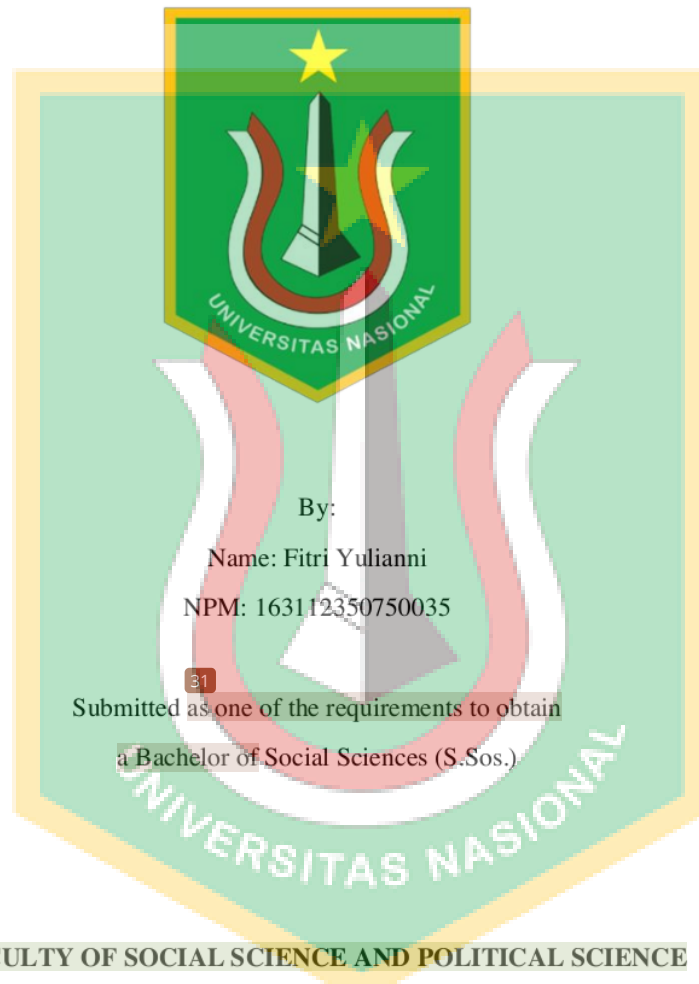 UNIVERSITAS NASIONAL
By:
Name: Fitri Yulianni
NPM: 163112350750035
31
Submitted as one of the requirements to obtain
a Bachelor of Social Sciences (S.Sos.)
UNIVERSITAS NASIONAL
CULTY OF SOCIAL SCIENCE AND POLITICAL SCIENCE